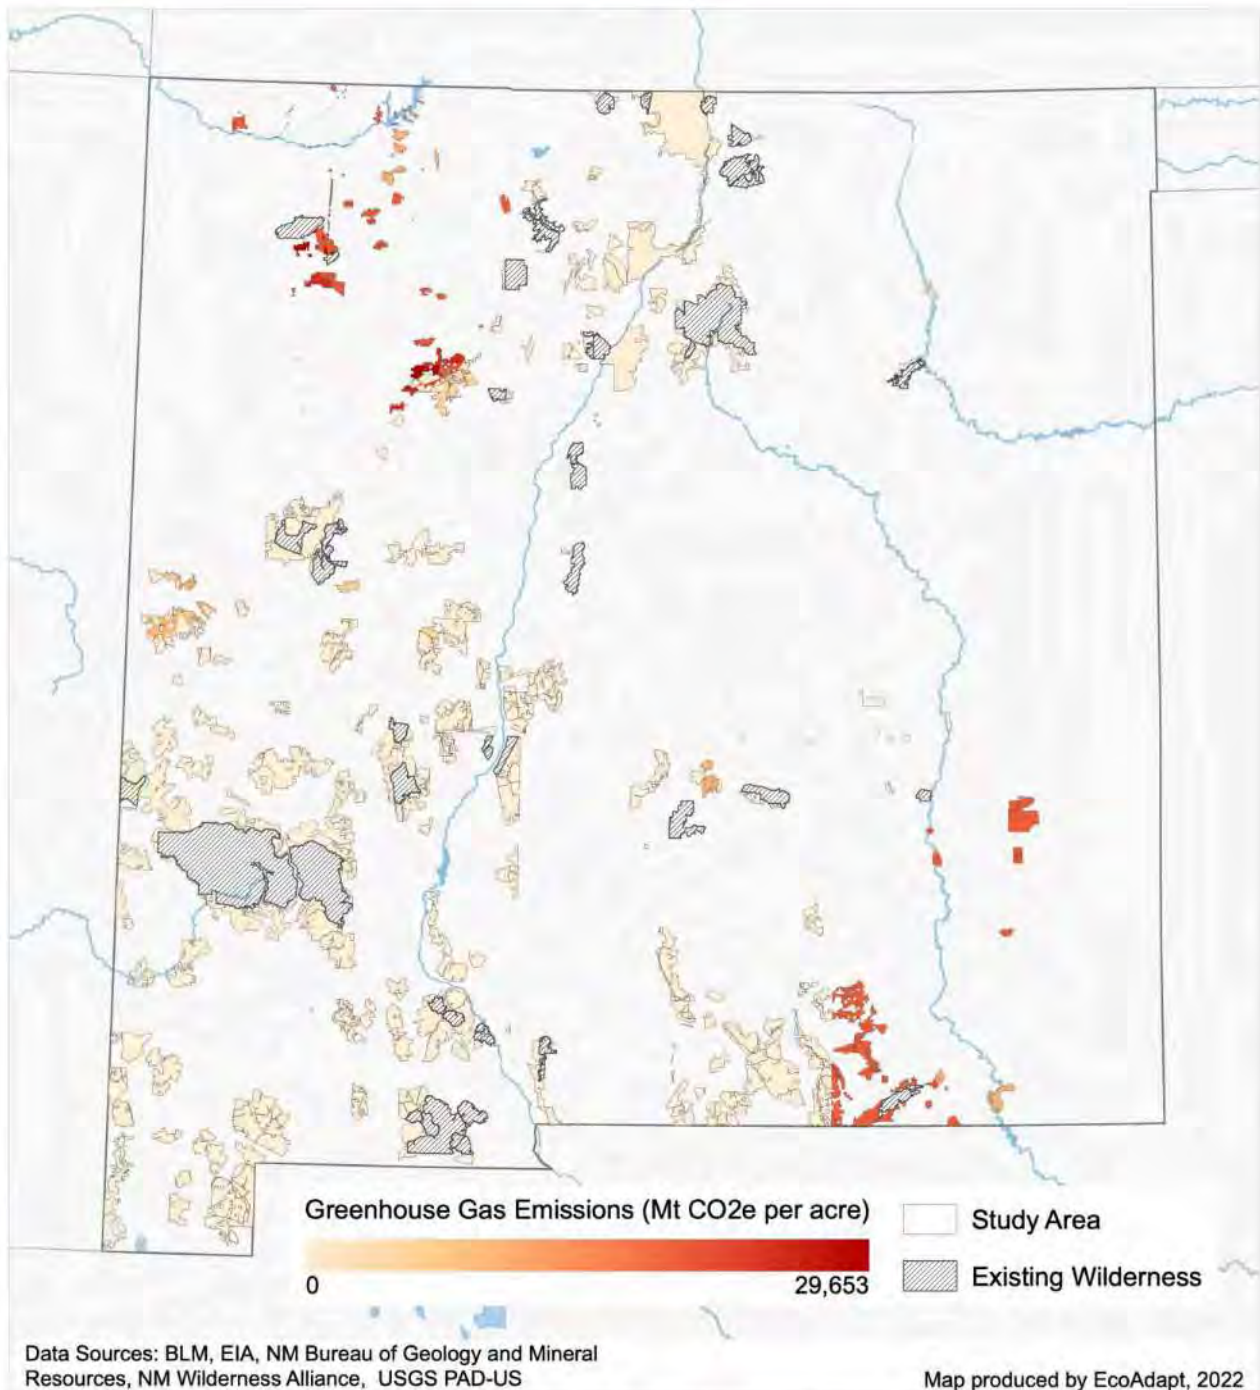 Greenhouse Gas Emissions (Mt CO2e per acre)
0
29,653
Study Area
Existing Wilderness
Data Sources: BLM, EIA, NM Bureau of Geology and Mineral
Resources, NM Wilderness Alliance, USGS PAD-US
Map produced by EcoAdapt, 2022